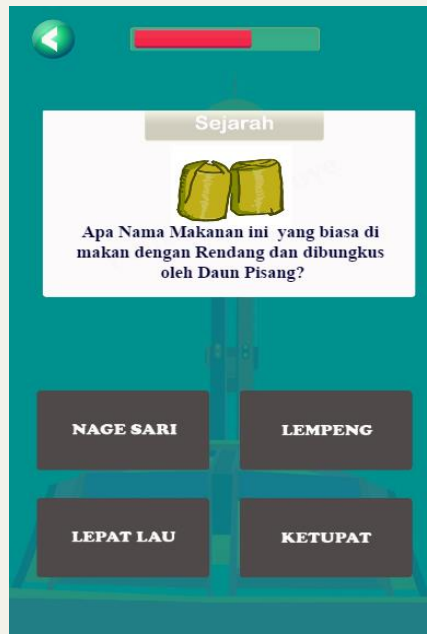 Sejarah
Apa Nama Makanan ini yang biasa di
makan dengan Rendang dan dibungkus
oleh Daun Pisang?
NAGE SARI
LEMPENG
LEPAT LAU
KETUPAT